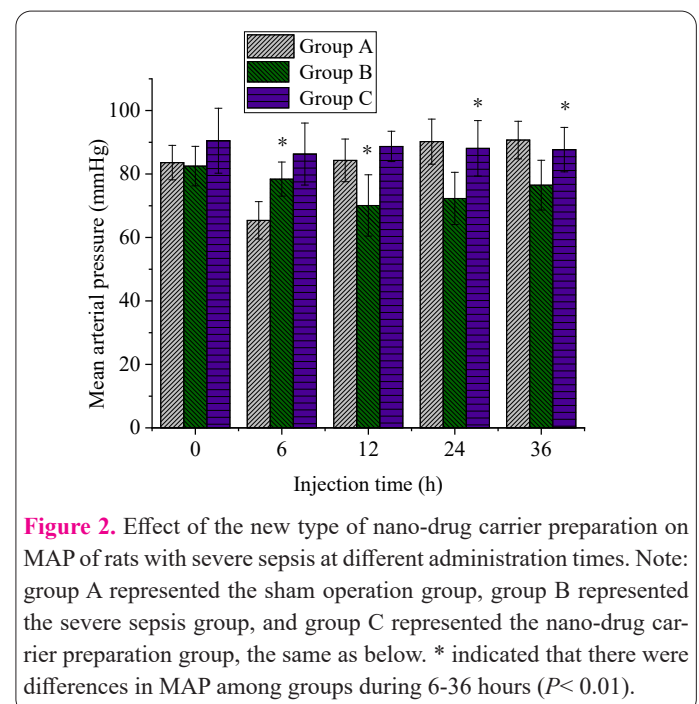 Group A
Group B
Group C
* * * *
100
80
60
40
20
0
Mean arterial pressure (mmHg)
0 6 12 24 36
Injection time (h)
Figure 2. Effect of the new type of nano-drug carrier preparation on
MAP of rats with severe sepsis at different administration times. Note:
group A represented the sham operation group, group B represented
the severe sepsis group, and group C represented the nano-drug car-
rier preparation group, the same as below. * indicated that there were
differences in MAP among groups during 6-36 hours (P< 0.01).